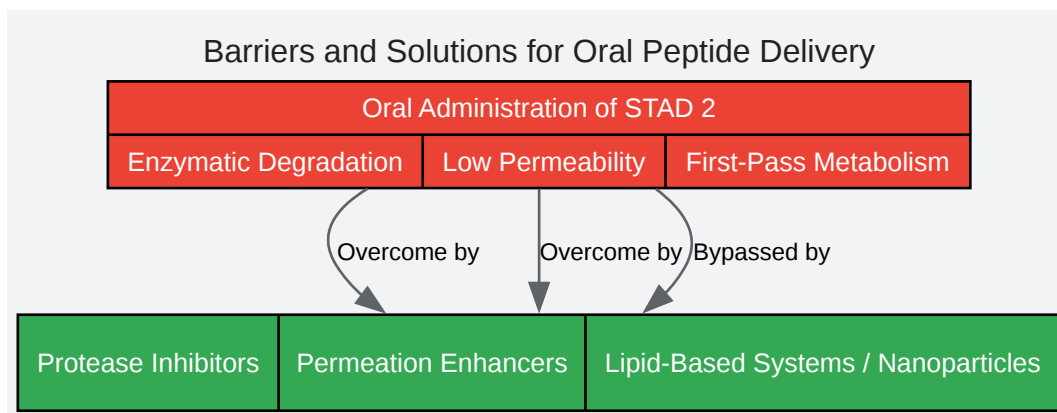 Barriers and Solutions for Oral Peptide Delivery
Oral Administration of STAD 2
Enzymatic Degradation
Low Permeability
First-Pass Metabolism
Overcome by
Overcome by
Bypassed by
Protease Inhibitors
Permeation Enhancers
Lipid-Based Systems / Nanoparticles